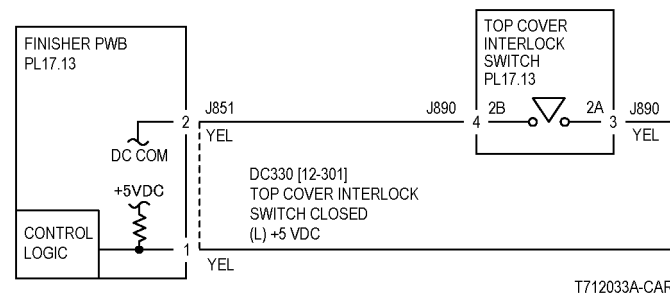 FINISHER PWB
PL17.13
2
DC COM
+5VDC
CONTROL
LOGIC
1
J851
YEL
J890
4
TOP COVER
INTERLOCK
SWITCH
PL17.13
2B
2A
3
J890
YEL
DC330 [12-301]
TOP COVER INTERLOCK
SWITCH CLOSED
(L) +5 VDC
YEL
T712033A-CAR